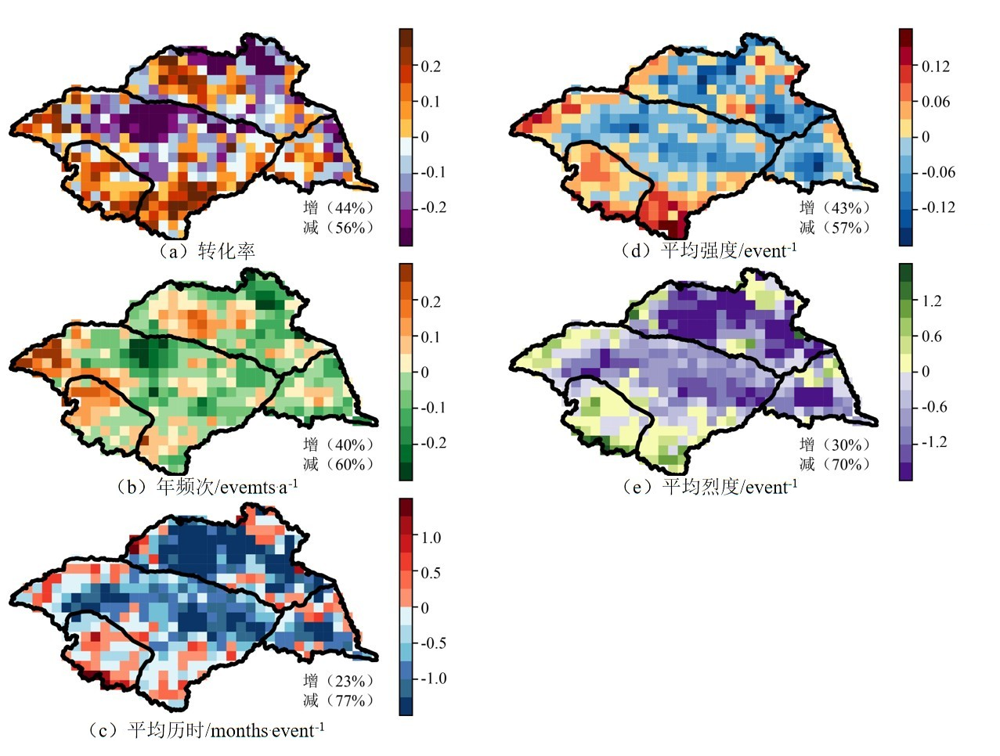 0.2
0.1
0
-0.1
-0.2
增（44%）
减（56%）
（a）转化率
0.12
0.06
0
-0.06
-0.12
增（43%）
减（57%）
（d）平均强度/event⁻¹
0.2
0.1
0
-0.1
-0.2
增（40%）
减（60%）
（b）年频次/evemts·a⁻¹
1.2
0.6
0
-0.6
-1.2
增（30%）
减（70%）
（e）平均烈度/event⁻¹
1.0
0.5
0
-0.5
-1.0
增（23%）
减（77%）
（c）平均历时/months·event⁻¹